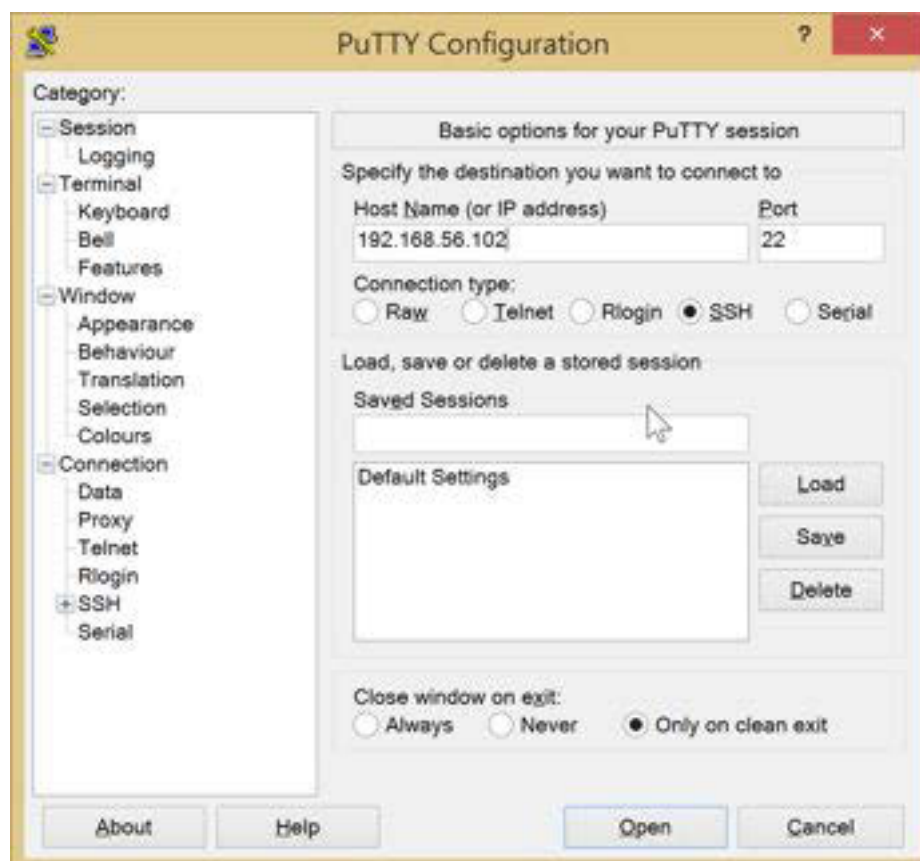 PuTTY Configuration
?
×
Category:
Session
Logging
Terminal
Keyboard
Bell
Features
Window
Appearance
Behaviour
Translation
Selection
Colours
Connection
Data
Proxy
Telnet
Rlogin
SSH
Serial
Basic options for your PuTTY session
Specify the destination you want to connect to
Host Name (or IP address) Port
192.168.56.102 22
Connection type:
Raw Telnet Rlogin SSH Serial
Load, save or delete a stored session
Saved Sessions
Default Settings
Load
Save
Delete
Close window on exit:
Always Never Only on clean exit
About Help Open Cancel